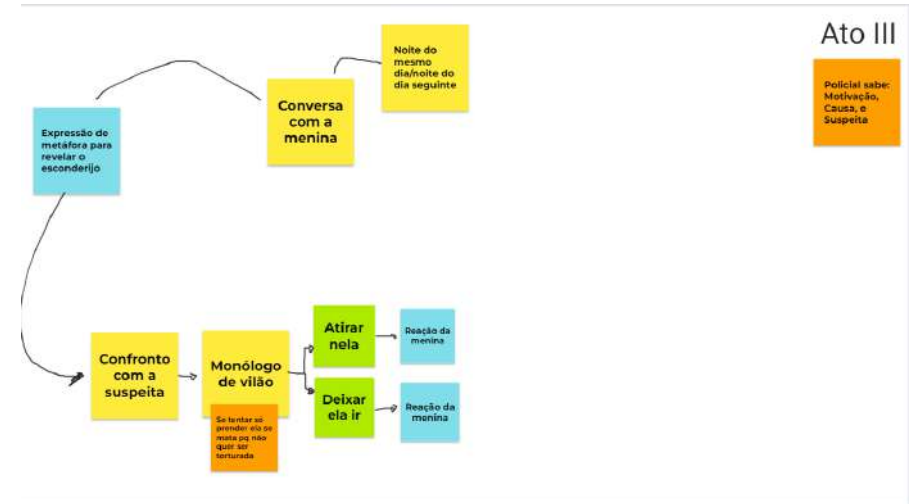 Ato III
Policial sabe:
Motivação,
Causa, e
Suspeita
Noite do
mesmo
dia/noite do
dia seguinte
Conversa
com a
menina
Expressão de
metáfora para
revelar o
esconderijo
Confronto
com a
suspeita
Monólogo
de vilão
Se tentar só
prender ela se
mata pq não
quer ser
torturada
Atirar
nela
Reação da
menina
Deixar
ela ir
Reação da
menina